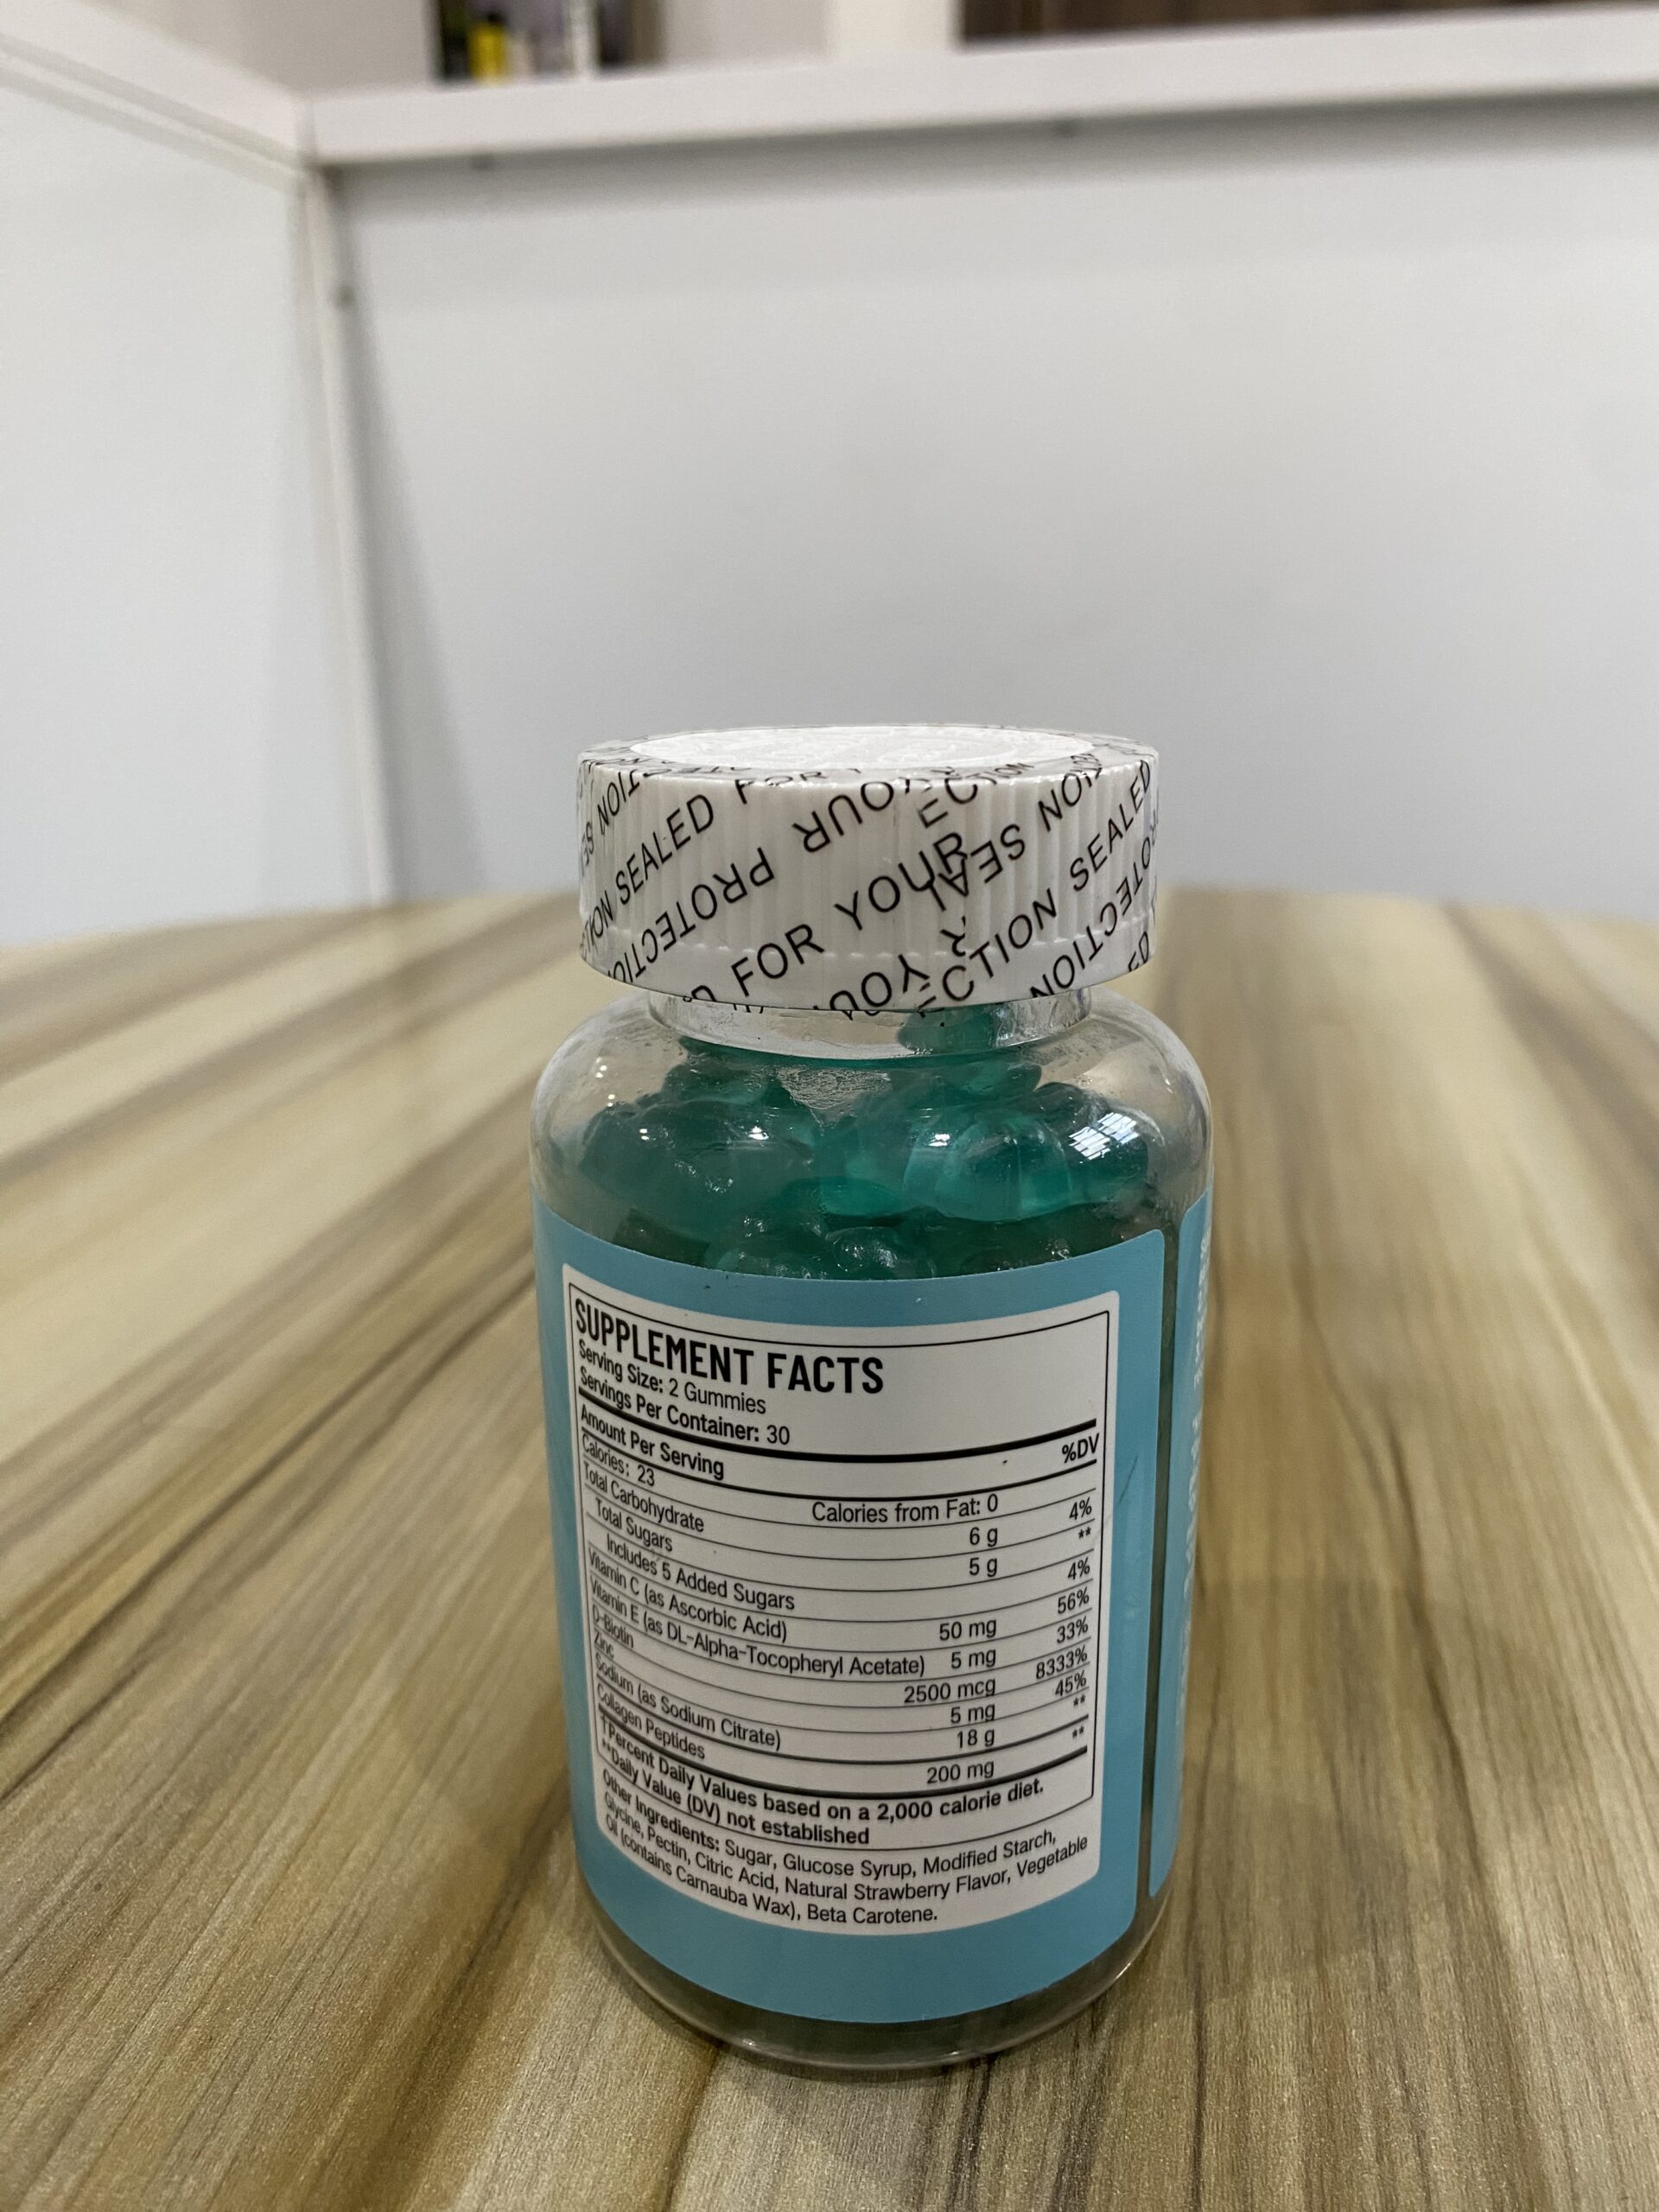 SEALED FOR YOUR PROTECTION
SUPPLEMENT FACTS
Serving Size: 2 Gummies
Servings Per Container: 30
Amount Per Serving %DV
Calories: 23 Calories from Fat: 0
Total Carbohydrate 6 g 4%
Total Sugars 5 g **
Includes 5 Added Sugars 4%
Vitamin C (as Ascorbic Acid) 50 mg 56%
Vitamin E (as DL-Alpha-Tocopheryl Acetate) 5 mg 33%
D-Biotin 2500 mcg 8333%
Zinc 5 mg 45%
Sodium (as Sodium Citrate) 18 g **
Collagen Peptides 200 mg **
†Percent Daily Values based on a 2,000 calorie diet.
**Daily Value (DV) not established
Other Ingredients: Sugar, Glucose Syrup, Modified Starch,
Glycine, Pectin, Citric Acid, Natural Strawberry Flavor, Vegetable
Oil (contains Carnauba Wax), Beta Carotene.